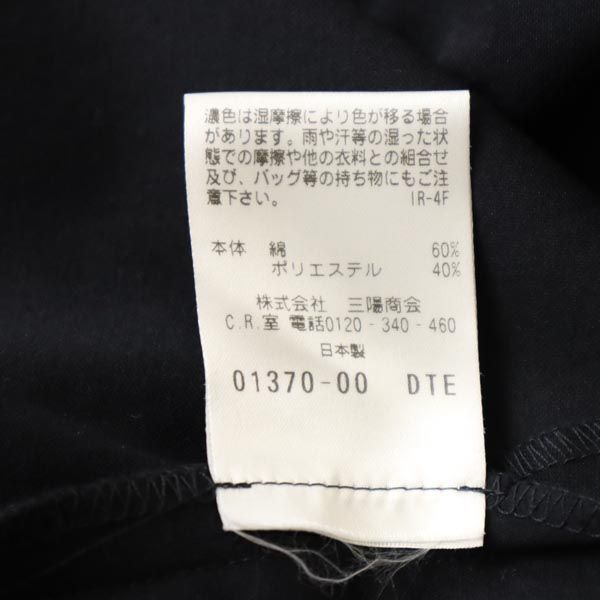 濃色は湿摩擦により色が移る場合
があります。雨や汗等の湿った状
態での摩擦や他の衣料との組合せ
及び、バッグ等の持ち物にもご注
意下さい。 IR-4F
本体 綿 60%
ポリエステル 40%
株式会社 三陽商会
C.R.室 電話0120-340-460
日本製
01370-00 DTE